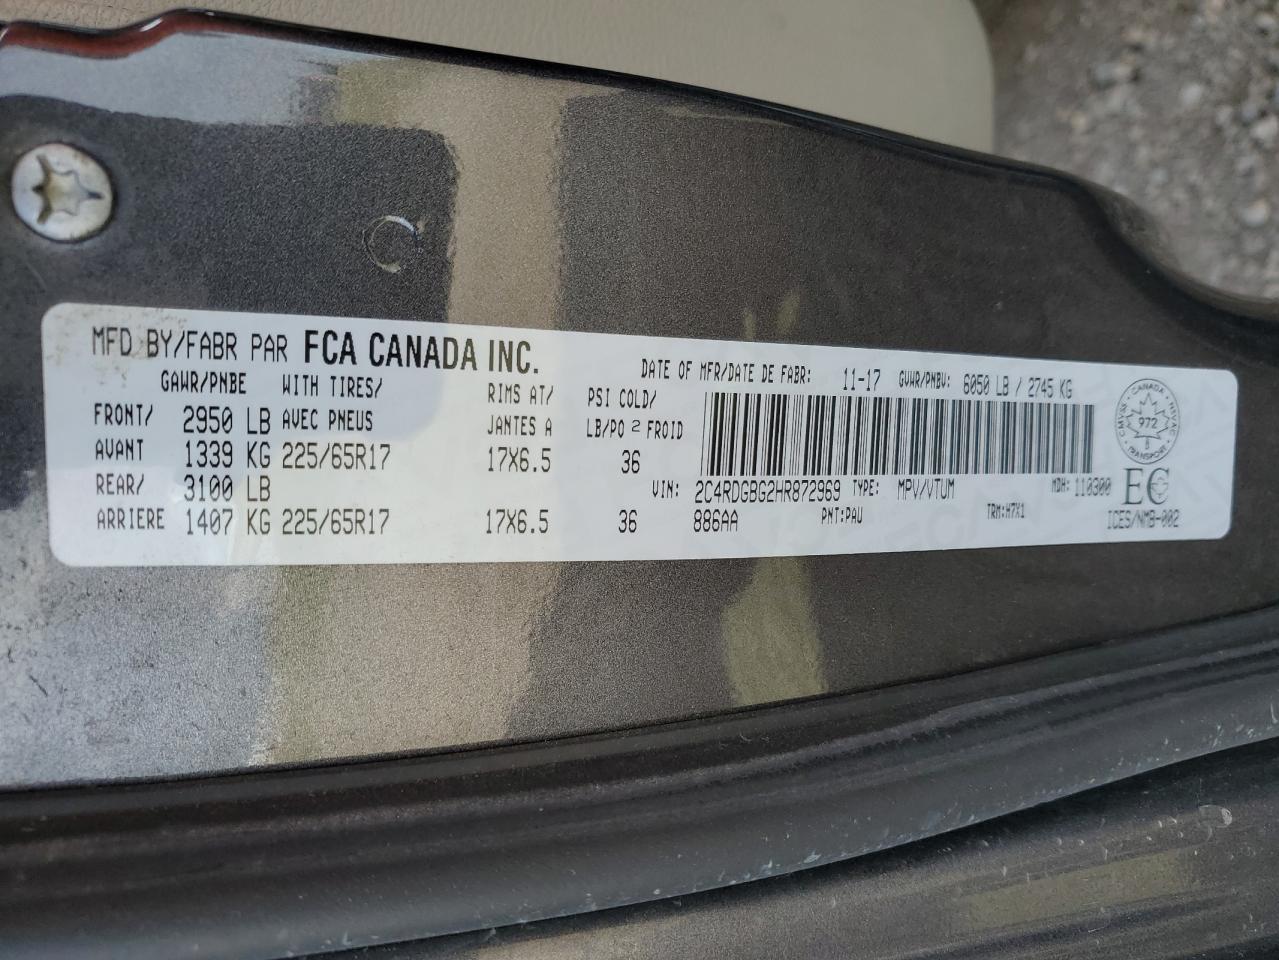 MFD BY/FABR PAR FCA CANADA INC.
DATE OF MFR/DATE DE FABR: 11-17 GVWR/PNBV: 6050 LB / 2745 KG
GAWR/PNBE WITH TIRES/ RIMS AT/ PSI COLD/
FRONT/ 2950 LB AVEC PNEUS JANTES A LB/PO 2 FROID
AVANT 1339 KG 225/65R17 17X6.5 36
REAR/ 3100 LB
ARRIERE 1407 KG 225/65R17 17X6.5 36
VIN: 2C4RDGBG2HR872969 TYPE: MPV/VTUM MDH: 110300
886AA PNT:PAU TRM:H7X1
CANADA
972
TRANSPORT
EC
ICES/NMB-002